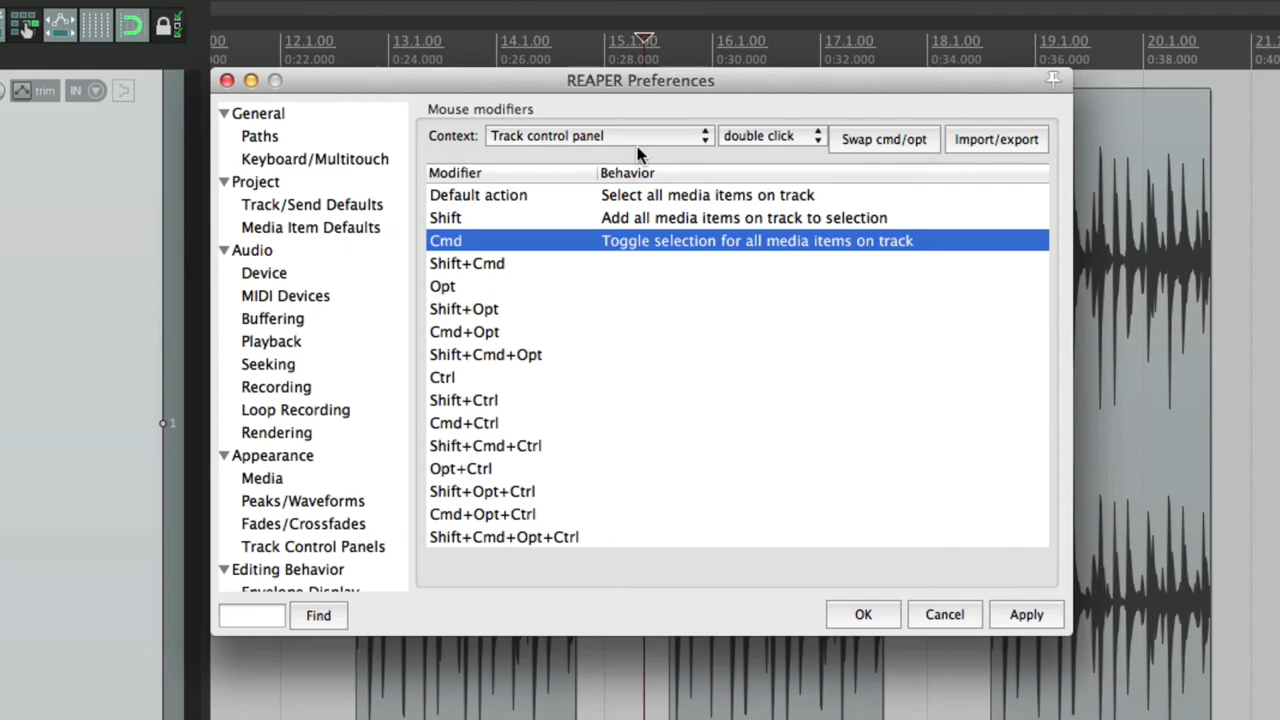 trim
IN
00 12.1.00 13.1.00 14.1.00 15.1.00 16.1.00 17.1.00 18.1.00 19.1.00 20.1.00 21.1
0:22.000 0:24.000 0:26.000 0:28.000 0:30.000 0:32.000 0:34.000 0:36.000 0:38.000 0:40
REAPER Preferences
General
Paths
Keyboard/Multitouch
Project
Track/Send Defaults
Media Item Defaults
Audio
Device
MIDI Devices
Buffering
Playback
Seeking
Recording
Loop Recording
Rendering
Appearance
Media
Peaks/Waveforms
Fades/Crossfades
Track Control Panels
Editing Behavior
Envelope Display
Find
Mouse modifiers
Context: Track control panel double click Swap cmd/opt Import/export
Modifier Behavior
Default action Select all media items on track
Shift Add all media items on track to selection
Cmd Toggle selection for all media items on track
Shift+Cmd
Opt
Shift+Opt
Cmd+Opt
Shift+Cmd+Opt
Ctrl
Shift+Ctrl
Cmd+Ctrl
Shift+Cmd+Ctrl
Opt+Ctrl
Shift+Opt+Ctrl
Cmd+Opt+Ctrl
Shift+Cmd+Opt+Ctrl
OK Cancel Apply
1